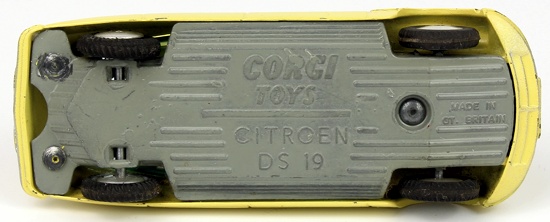 CORGI
TOYS
CITROEN
DS 19
MADE IN
GT. BRITAIN